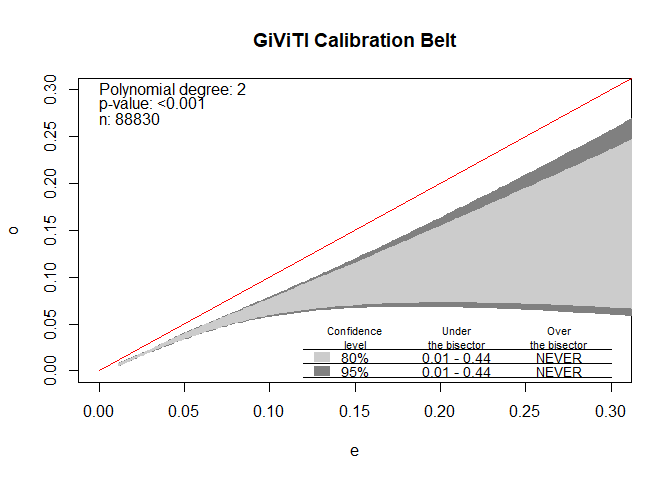 GiViTI Calibration Belt
Polynomial degree: 2
p-value: <0.001
n: 88830
0.30
0.25
0.20
0.15
0.10
0.05
0.00
o
Confidence level Under the bisector Over the bisector
80% 0.01 - 0.44 NEVER
95% 0.01 - 0.44 NEVER
0.00 0.05 0.10 0.15 0.20 0.25 0.30
e